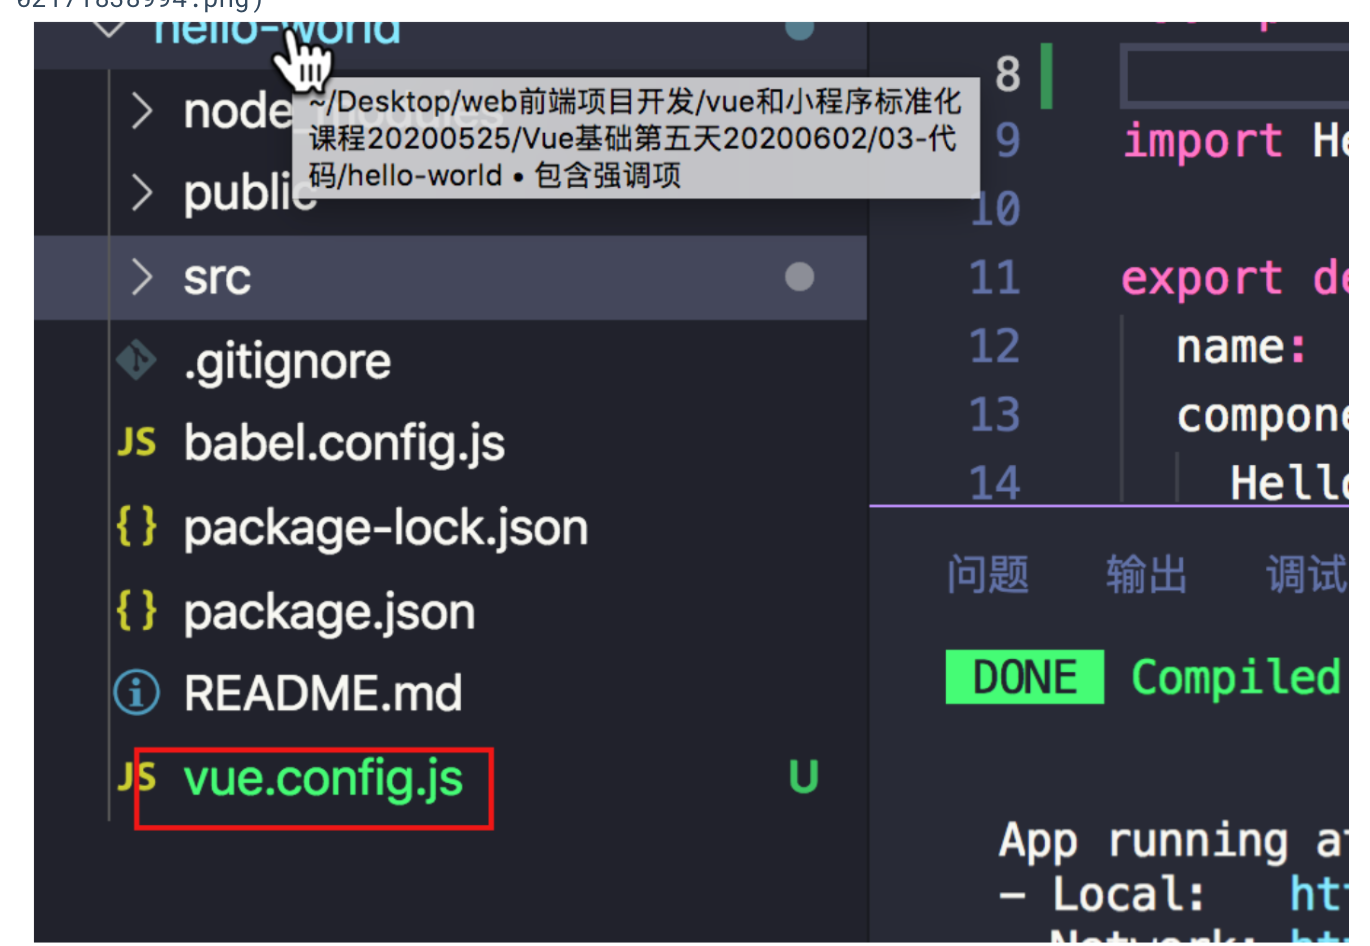 02171838994.png)
hello-world
node_modules
~/Desktop/web前端项目开发/vue和小程序标准化
课程20200525/Vue基础第五天20200602/03-代
码/hello-world • 包含强调项
public
src
.gitignore
JS babel.config.js
{} package-lock.json
{} package.json
README.md
JS vue.config.js U
8
9 import He
10
11 export de
12 name:
13 compone
14 Hello
问题 输出 调试
DONE Compiled
App running at
- Local: htt
Network: htt